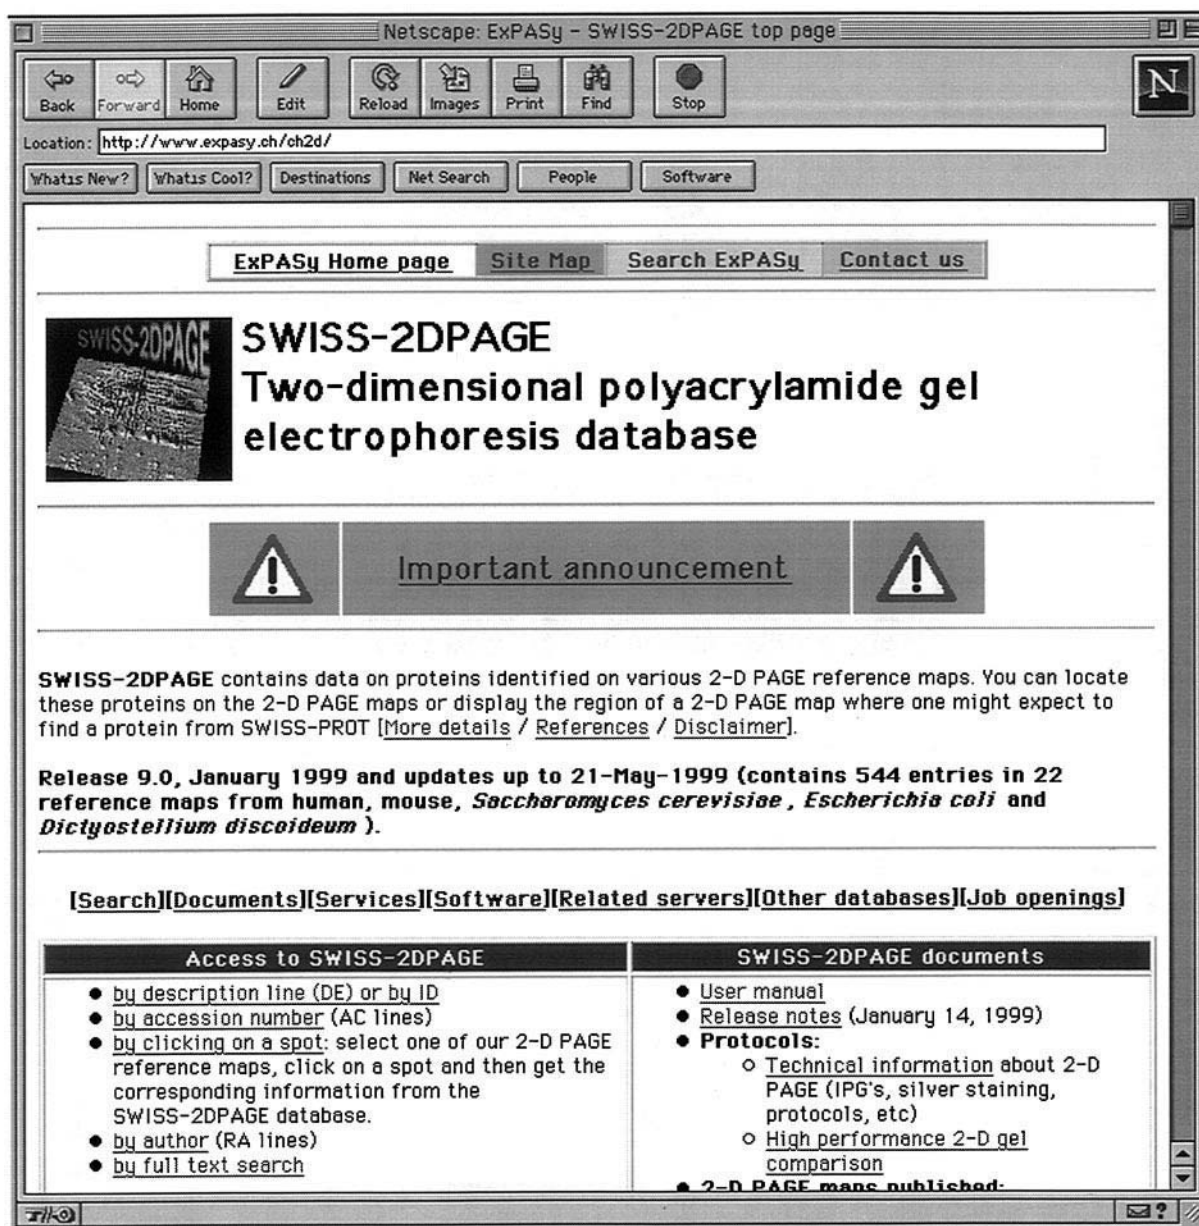 Netscape: ExPASy – SWISS-2DPAGE top page
Back Forward Home Edit Reload Images Print Find Stop
N
Location: http://www.expasy.ch/ch2d/
What's New? What's Cool? Destinations Net Search People Software
ExPASy Home page Site Map Search ExPASy Contact us
SWISS-2DPAGE
SWISS-2DPAGE
Two-dimensional polyacrylamide gel
electrophoresis database
Important announcement
SWISS-2DPAGE contains data on proteins identified on various 2-D PAGE reference maps. You can locate
these proteins on the 2-D PAGE maps or display the region of a 2-D PAGE map where one might expect to
find a protein from SWISS-PROT [More details / References / Disclaimer].
Release 9.0, January 1999 and updates up to 21-May-1999 (contains 544 entries in 22
reference maps from human, mouse, Saccharomyces cerevisiae, Escherichia coli and
Dictyostellium discoideum ).
[Search][Documents][Services][Software][Related servers][Other databases][Job openings]
Access to SWISS-2DPAGE
● by description line (DE) or by ID
● by accession number (AC lines)
● by clicking on a spot: select one of our 2-D PAGE
reference maps, click on a spot and then get the
corresponding information from the
SWISS-2DPAGE database.
● by author (RA lines)
● by full text search
SWISS-2DPAGE documents
● User manual
● Release notes (January 14, 1999)
● Protocols:
○ Technical information about 2-D
PAGE (IPG's, silver staining,
protocols, etc)
○ High performance 2-D gel
comparison
● 2-D PAGE maps published:
?